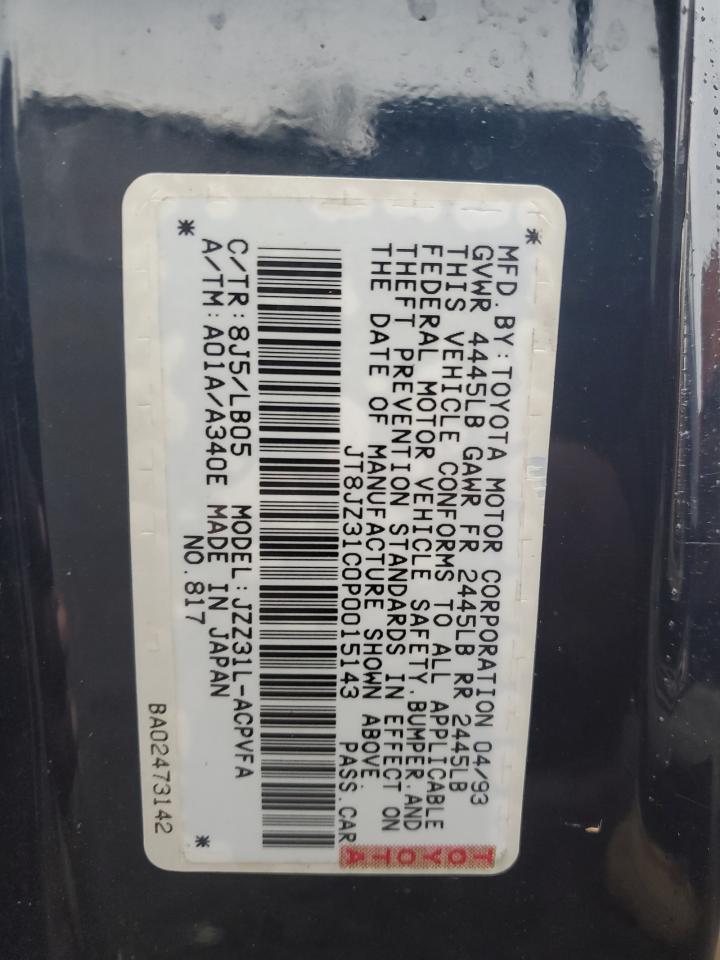 MFD. BY: TOYOTA MOTOR CORPORATION 04/93
GVWR 4445LB GAWR FR 2445LB RR 2445LB
THIS VEHICLE CONFORMS TO ALL APPLICABLE
FEDERAL MOTOR VEHICLE SAFETY, BUMPER, AND
THEFT PREVENTION STANDARDS IN EFFECT ON
THE DATE OF MANUFACTURE SHOWN ABOVE.
JT8JZ31C0P0015143 PASS. CAR
TOYOTA
C/TR: 8J5/LB05 MODEL: JZZ31L-ACPVFA
A/TM: A01A/A340E MADE IN JAPAN
NO. 817
BA02473142